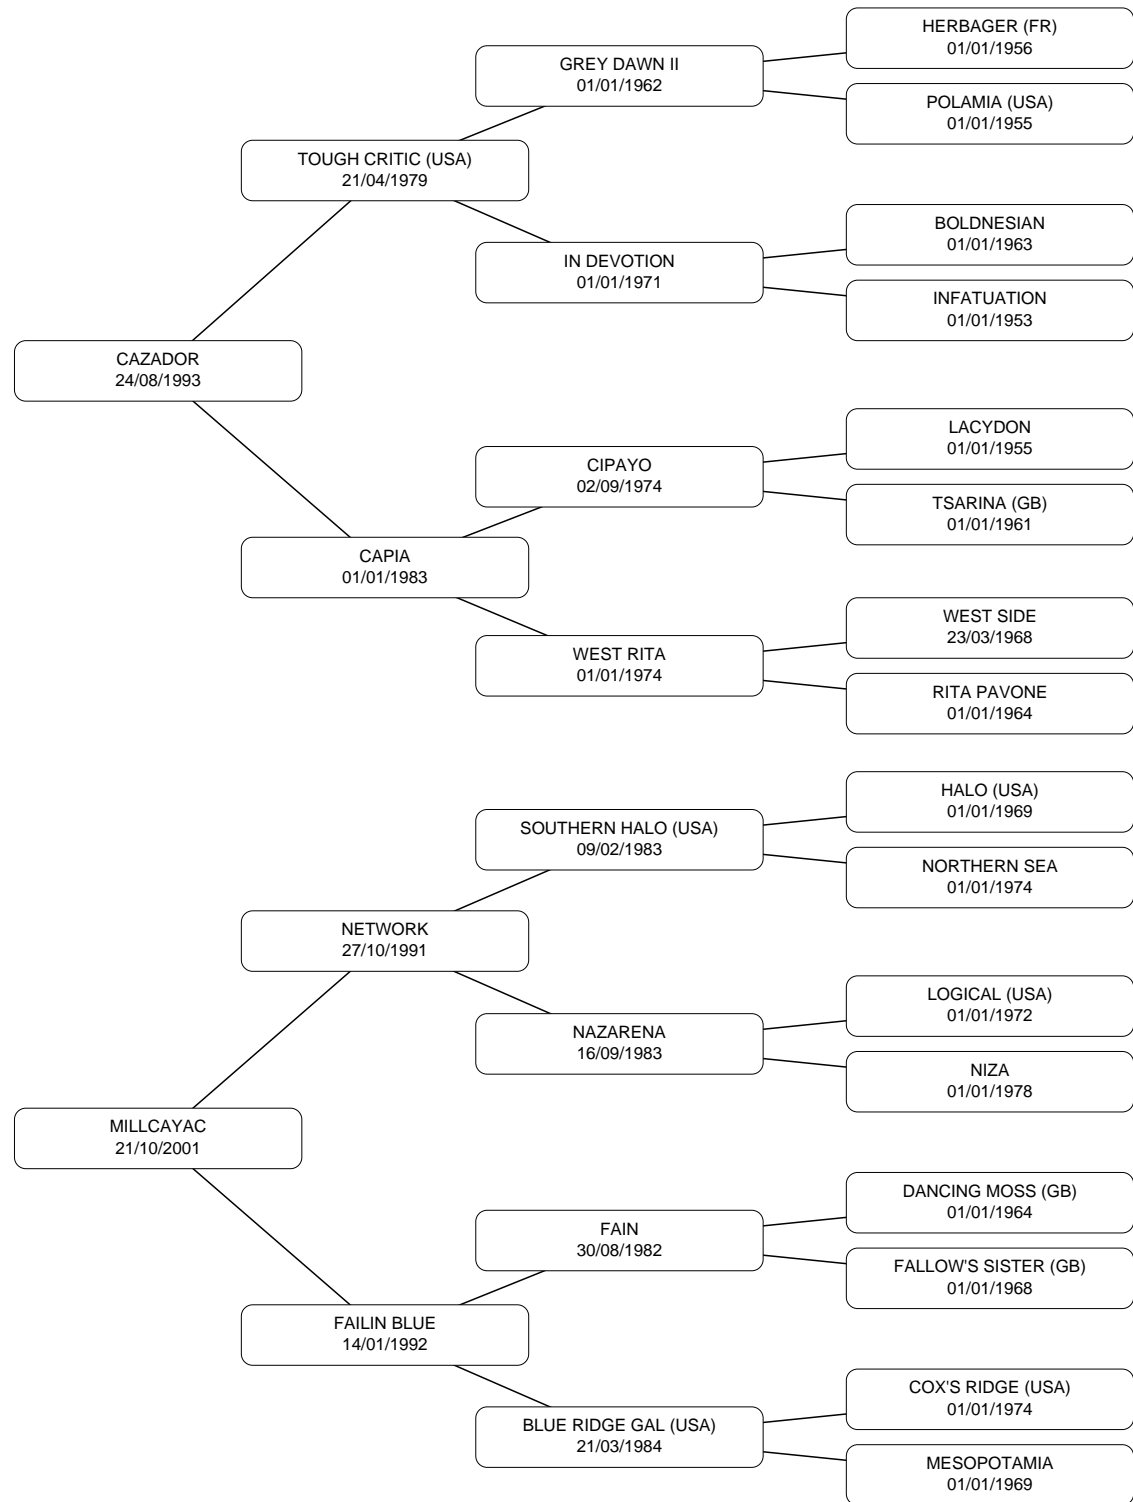 HERBAGER (FR)
01/01/1956
GREY DAWN II
01/01/1962
POLAMIA (USA)
01/01/1955
TOUGH CRITIC (USA)
21/04/1979
BOLDNESIAN
01/01/1963
IN DEVOTION
01/01/1971
INFATUATION
01/01/1953
CAZADOR
24/08/1993
LACYDON
01/01/1955
CIPAYO
02/09/1974
TSARINA (GB)
01/01/1961
CAPIA
01/01/1983
WEST SIDE
23/03/1968
WEST RITA
01/01/1974
RITA PAVONE
01/01/1964
HALO (USA)
01/01/1969
SOUTHERN HALO (USA)
09/02/1983
NORTHERN SEA
01/01/1974
NETWORK
27/10/1991
LOGICAL (USA)
01/01/1972
NAZARENA
16/09/1983
NIZA
01/01/1978
MILLCAYAC
21/10/2001
DANCING MOSS (GB)
01/01/1964
FAIN
30/08/1982
FALLOW'S SISTER (GB)
01/01/1968
FAILIN BLUE
14/01/1992
COX'S RIDGE (USA)
01/01/1974
BLUE RIDGE GAL (USA)
21/03/1984
MESOPOTAMIA
01/01/1969